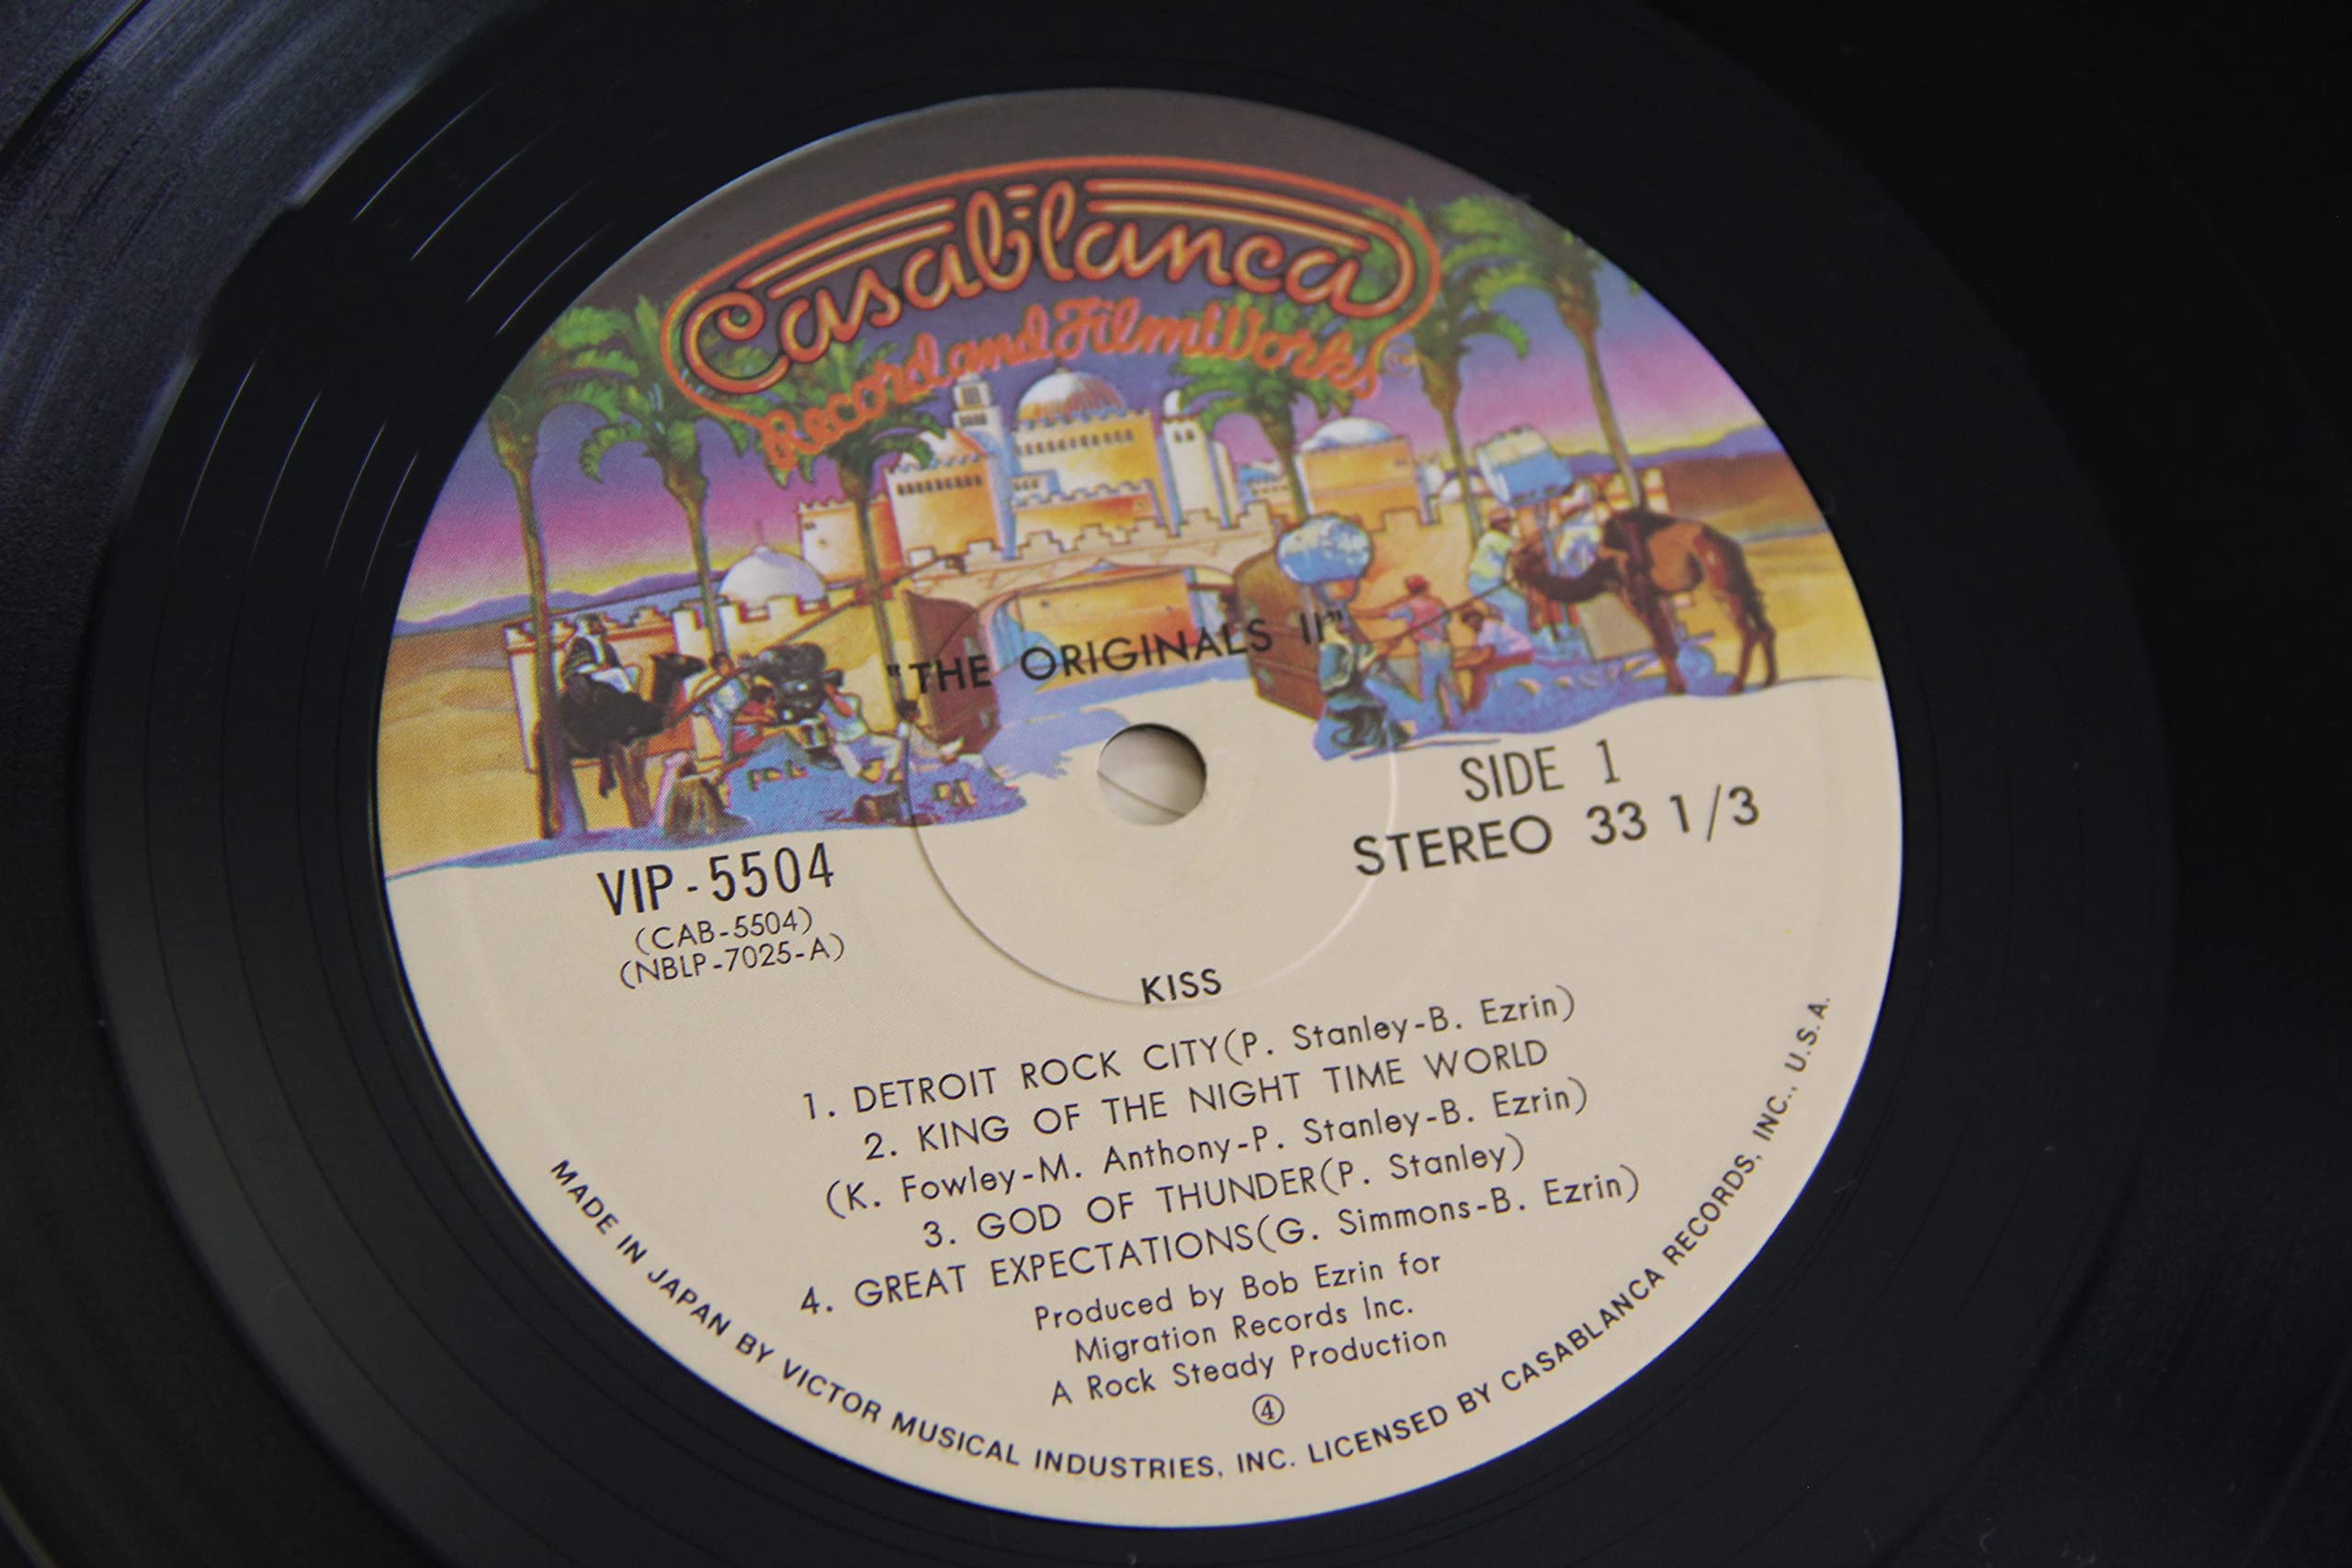 Casablanca
Record and FilmWorks
"THE ORIGINALS II"
SIDE 1
STEREO 33 1/3
VIP-5504
(CAB-5504)
(NBLP-7025-A)
KISS
1. DETROIT ROCK CITY(P. Stanley-B. Ezrin)
2. KING OF THE NIGHT TIME WORLD
(K. Fowley-M. Anthony-P. Stanley-B. Ezrin)
3. GOD OF THUNDER(P. Stanley)
4. GREAT EXPECTATIONS(G. Simmons-B. Ezrin)
Produced by Bob Ezrin for
Migration Records Inc.
A Rock Steady Production
④
MADE IN JAPAN BY VICTOR MUSICAL INDUSTRIES, INC. LICENSED BY CASABLANCA RECORDS, INC., U.S.A.